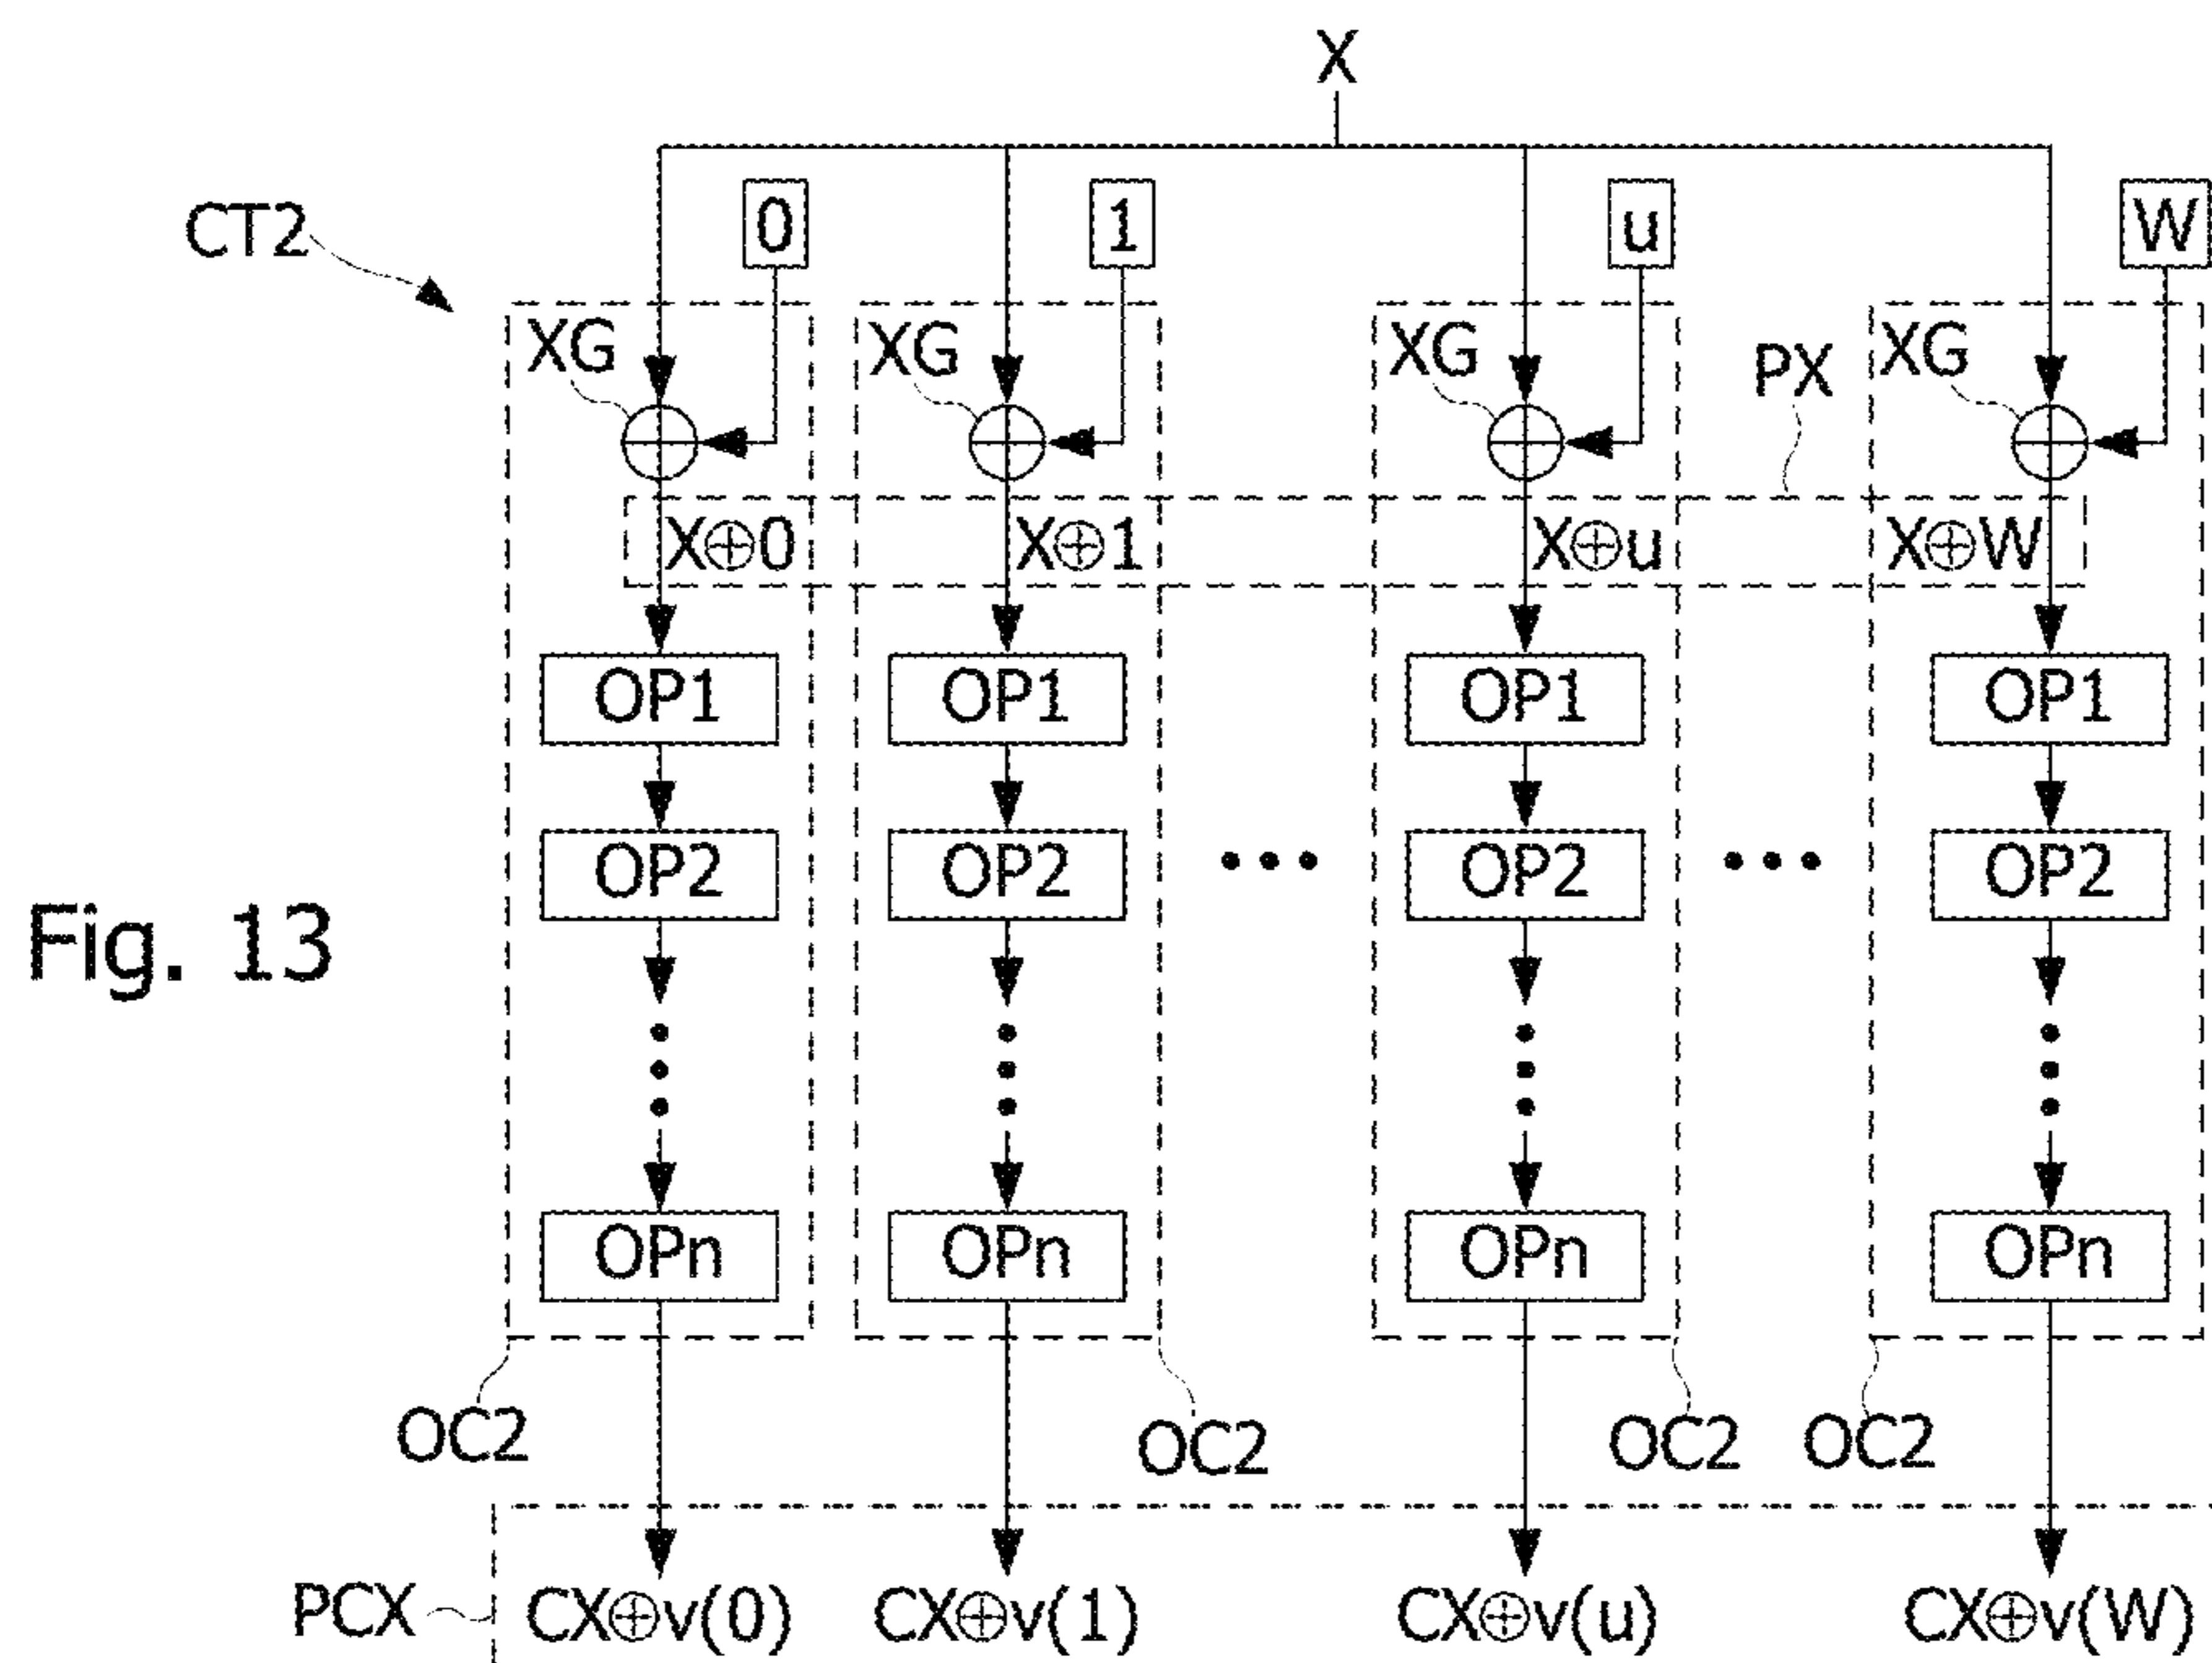 X
CT2
0 1 u W
XG XG XG PX XG
X⊕0 X⊕1 X⊕u X⊕W
OP1 OP1 OP1 OP1
OP2 OP2 ••• OP2 ••• OP2
Fig. 13
OPn OPn OPn OPn
OC2 OC2 OC2 OC2
PCX CX⊕v(0) CX⊕v(1) CX⊕v(u) CX⊕v(W)